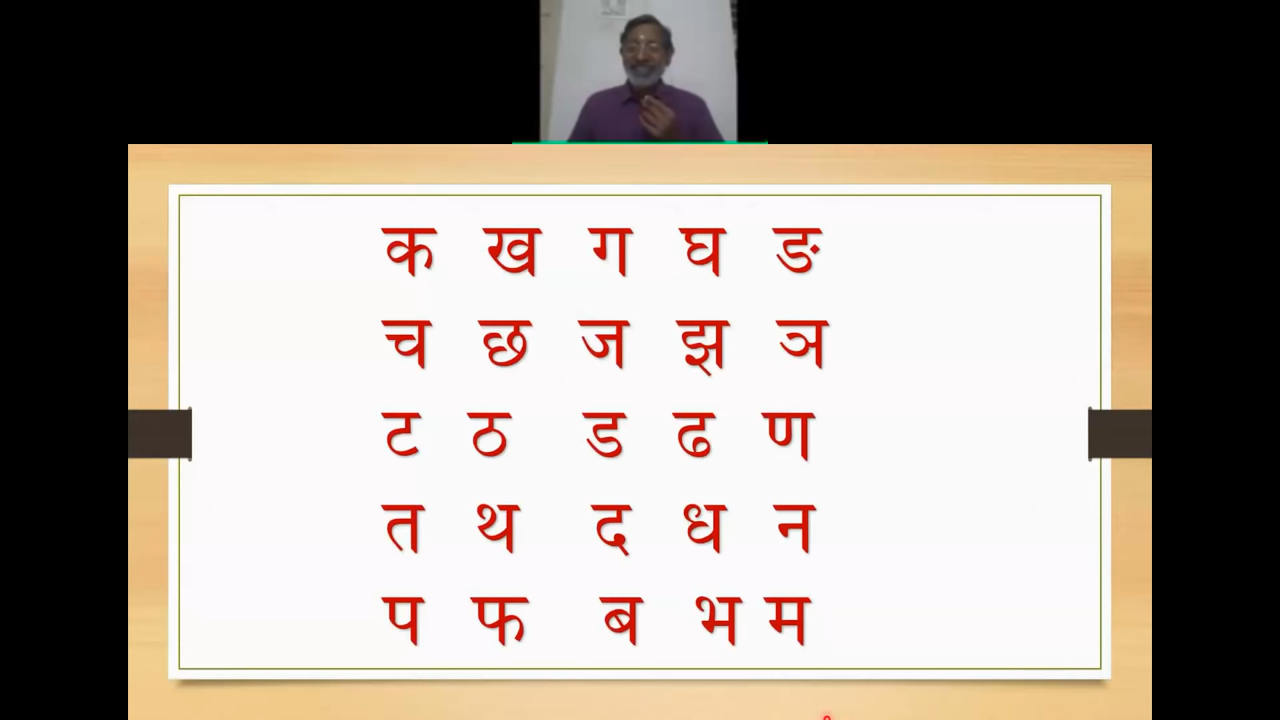 क ख ग घ ङ
च छ ज झ ञ
ट ठ ड ढ ण
त थ द ध न
प फ ब भ म